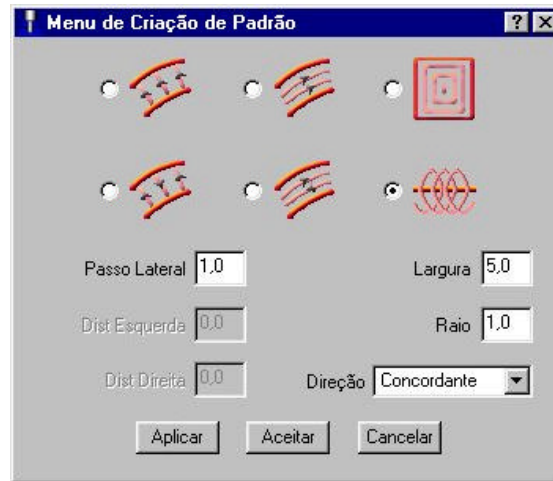 Menu de Criação de Padrão
Passo Lateral 1,0 Largura 5,0
Dist Esquerda 0,0 Raio 1,0
Dist Direita 0,0 Direção Concordante
Aplicar Aceitar Cancelar